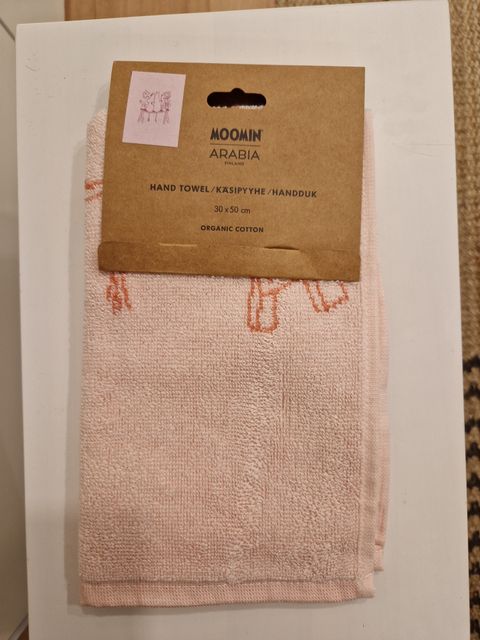 MOOMIN
ARABIA
FINLAND
HAND TOWEL/KÄSIPYYHE/HANDDUK
30 x 50 cm
ORGANIC COTTON